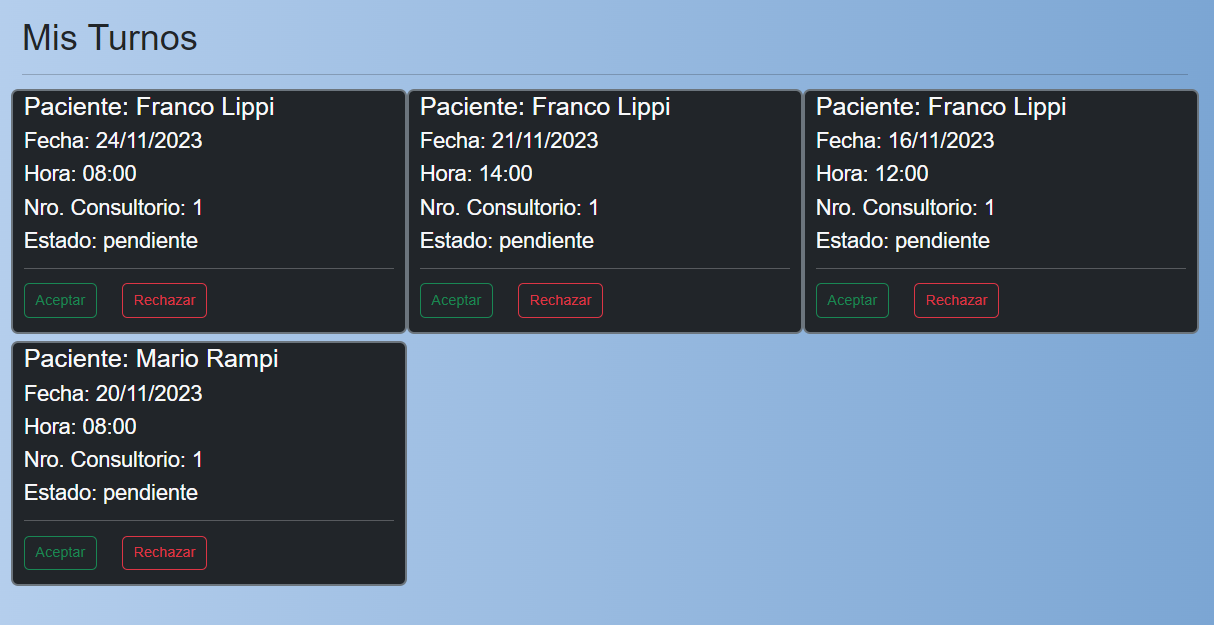 Mis Turnos
Paciente: Franco Lippi
Fecha: 24/11/2023
Hora: 08:00
Nro. Consultorio: 1
Estado: pendiente
Aceptar Rechazar
Paciente: Franco Lippi
Fecha: 21/11/2023
Hora: 14:00
Nro. Consultorio: 1
Estado: pendiente
Aceptar Rechazar
Paciente: Franco Lippi
Fecha: 16/11/2023
Hora: 12:00
Nro. Consultorio: 1
Estado: pendiente
Aceptar Rechazar
Paciente: Mario Rampi
Fecha: 20/11/2023
Hora: 08:00
Nro. Consultorio: 1
Estado: pendiente
Aceptar Rechazar